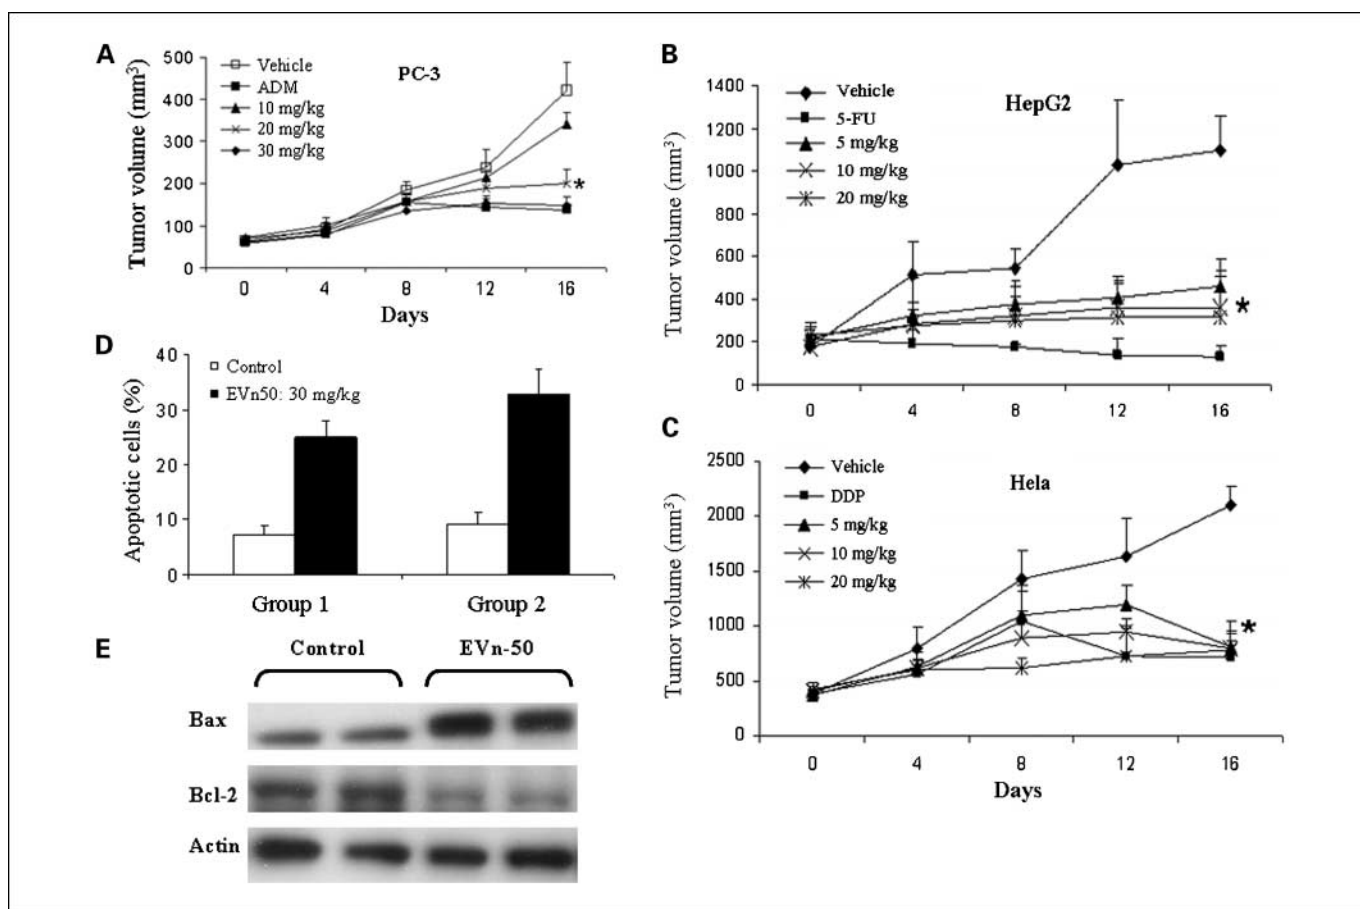 A
PC-3
Tumor volume (mm³)
500
400
300
200
100
0
Vehicle
ADM
10 mg/kg
20 mg/kg
30 mg/kg
*
0 4 8 12 16
Days
B
HepG2
Tumor volume (mm³)
1400
1200
1000
800
600
400
200
0
Vehicle
5-FU
5 mg/kg
10 mg/kg
20 mg/kg
*
0 4 8 12 16
C
Hela
Tumor volume (mm³)
2500
2000
1500
1000
500
0
Vehicle
DDP
5 mg/kg
10 mg/kg
20 mg/kg
*
0 4 8 12 16
Days
D
Apoptotic cells (%)
40
30
20
10
0
Control
EVn50: 30 mg/kg
Group 1 Group 2
E
Control EVn-50
Bax
Bcl-2
Actin